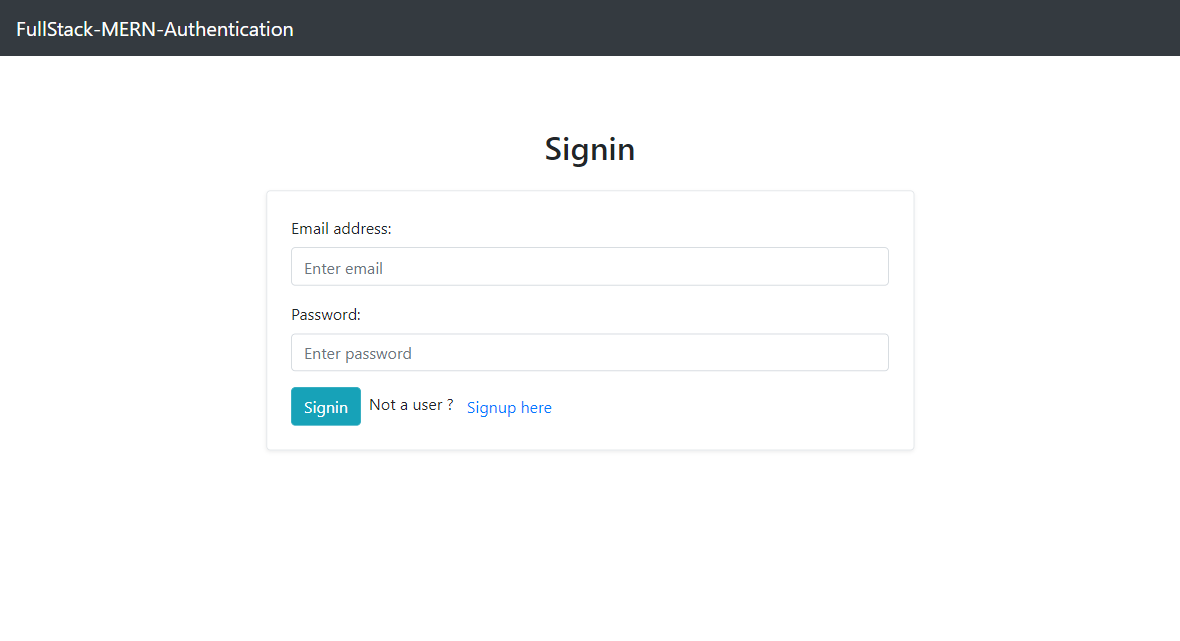 FullStack-MERN-Authentication
Signin
Email address:
Enter email
Password:
Enter password
Signin Not a user ? Signup here